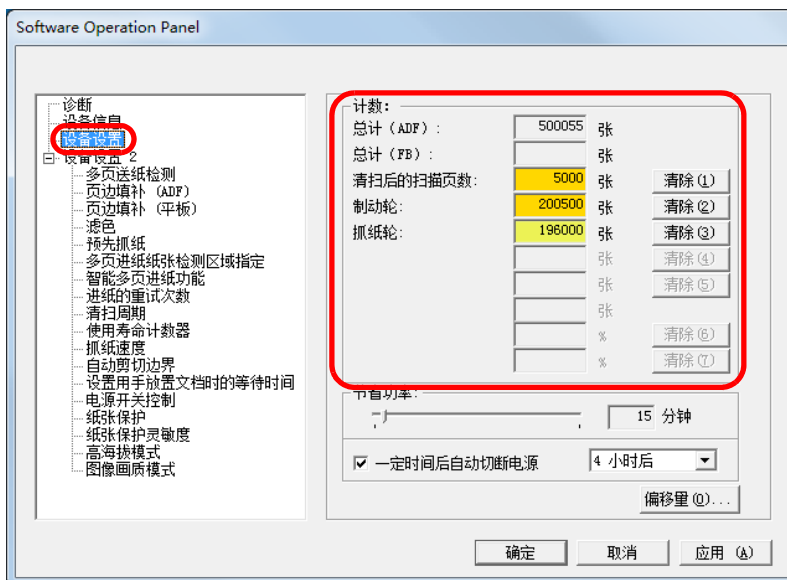 Software Operation Panel
诊断
设备信息
设备设置
设备设置 2
多页送纸检测
页边填补 (ADF)
页边填补 (平板)
滤色
预先抓纸
多页进纸纸张检测区域指定
智能多页进纸功能
进纸的重试次数
清扫周期
使用寿命计数器
抓纸速度
自动剪切边界
设置用手放置文档时的等待时间
电源开关控制
纸张保护
纸张保护灵敏度
高海拔模式
图像画质模式
计数:
总计 (ADF) : 500055 张
总计 (FB) : 张
清扫后的扫描页数: 5000 张 清除(1)
制动轮: 200500 张 清除(2)
抓纸轮: 196000 张 清除(3)
张 清除(4)
张 清除(5)
张
% 清除(6)
% 清除(7)
节省功率:
15 分钟
一定时间后自动切断电源 4 小时后
偏移量(O)...
确定 取消 应用 (A)